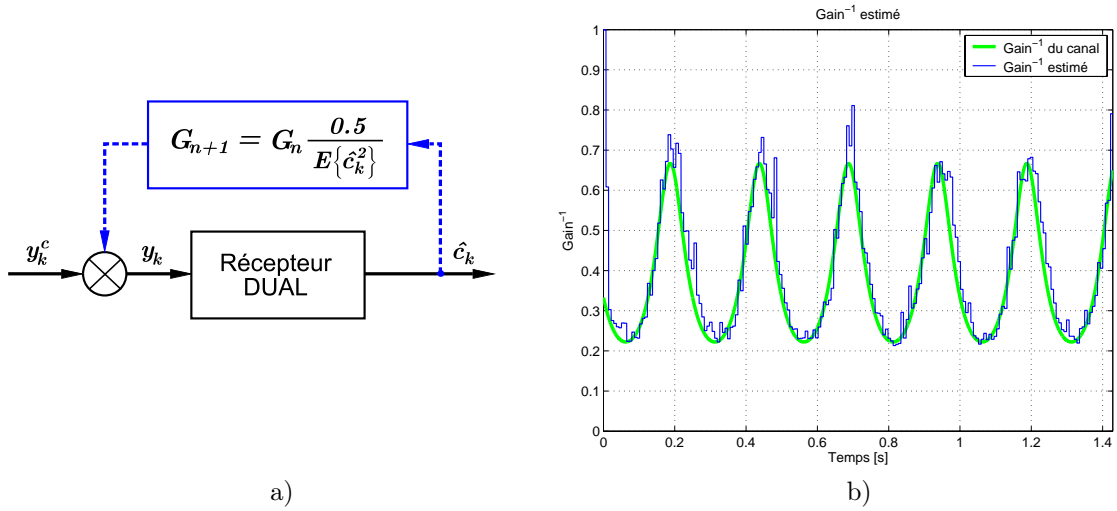 G_{n+1} = G_n \frac{0.5}{E\{\hat{c}_k^2\}}
y_k^c
y_k
Récepteur
DUAL
ĉ_k
a)
Gain⁻¹ estimé
Gain⁻¹ du canal
Gain⁻¹ estimé
Gain⁻¹
1
0.9
0.8
0.7
0.6
0.5
0.4
0.3
0.2
0.1
0
0
0.2
0.4
0.6
0.8
1
1.2
1.4
Temps [s]
b)